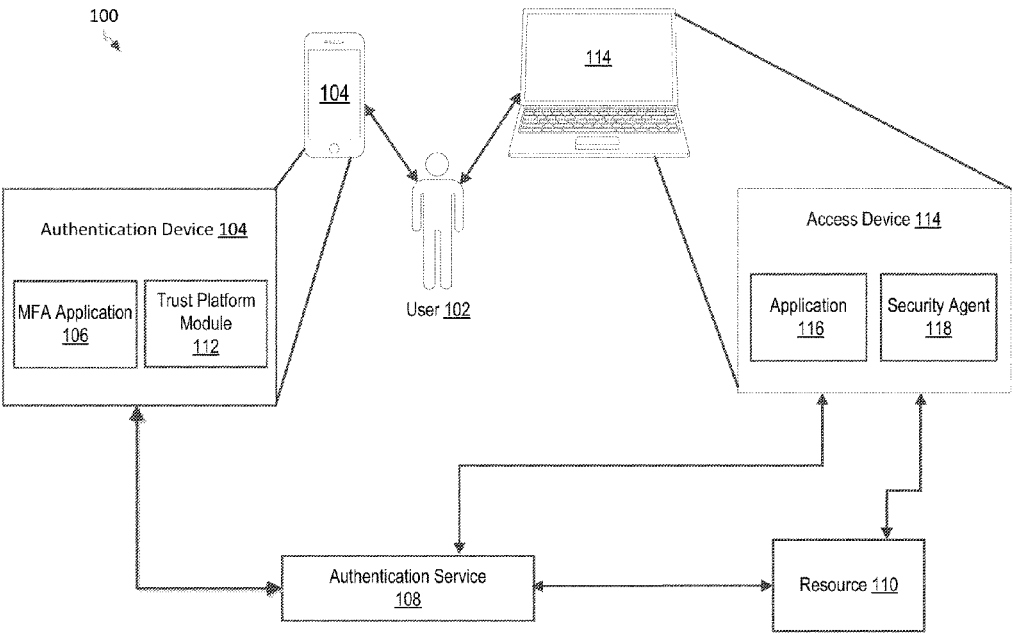 100
104
114
Authentication Device 104
MFA Application
106
Trust Platform
Module
112
User 102
Access Device 114
Application
116
Security Agent
118
Authentication Service
108
Resource 110